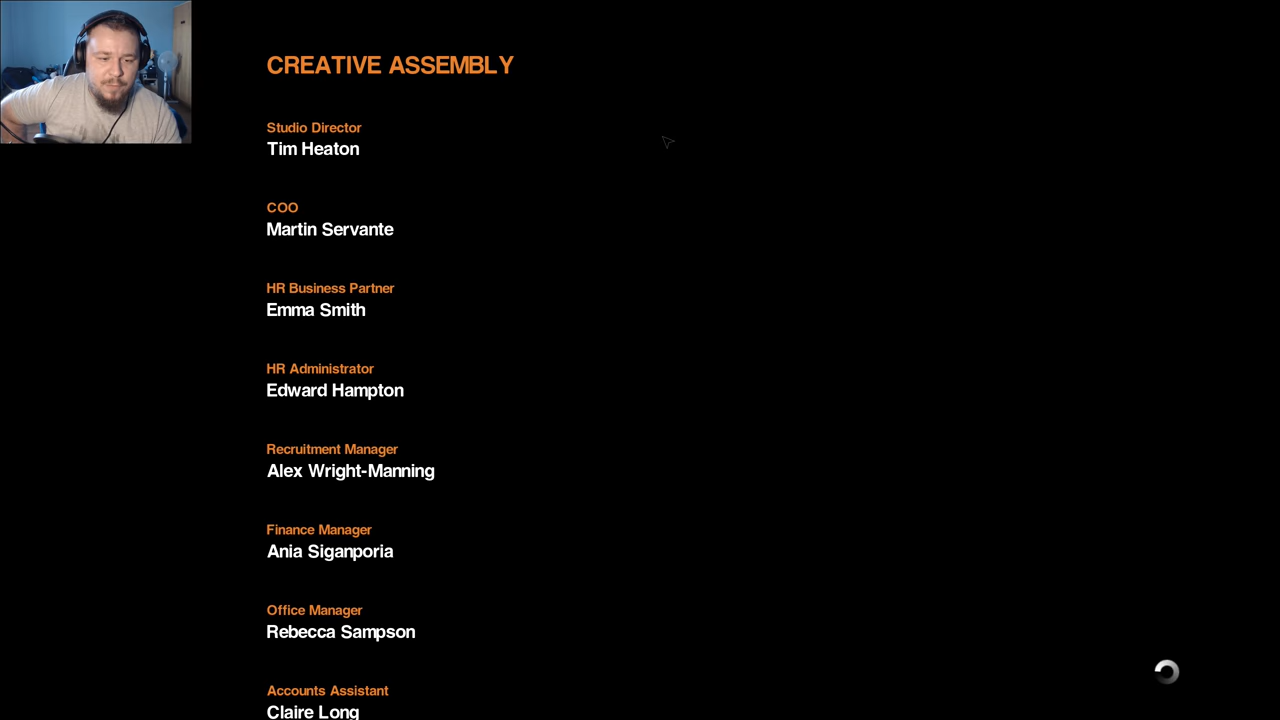 CREATIVE ASSEMBLY
Studio Director
Tim Heaton
COO
Martin Servante
HR Business Partner
Emma Smith
HR Administrator
Edward Hampton
Recruitment Manager
Alex Wright-Manning
Finance Manager
Ania Siganporia
Office Manager
Rebecca Sampson
Accounts Assistant
Claire Long